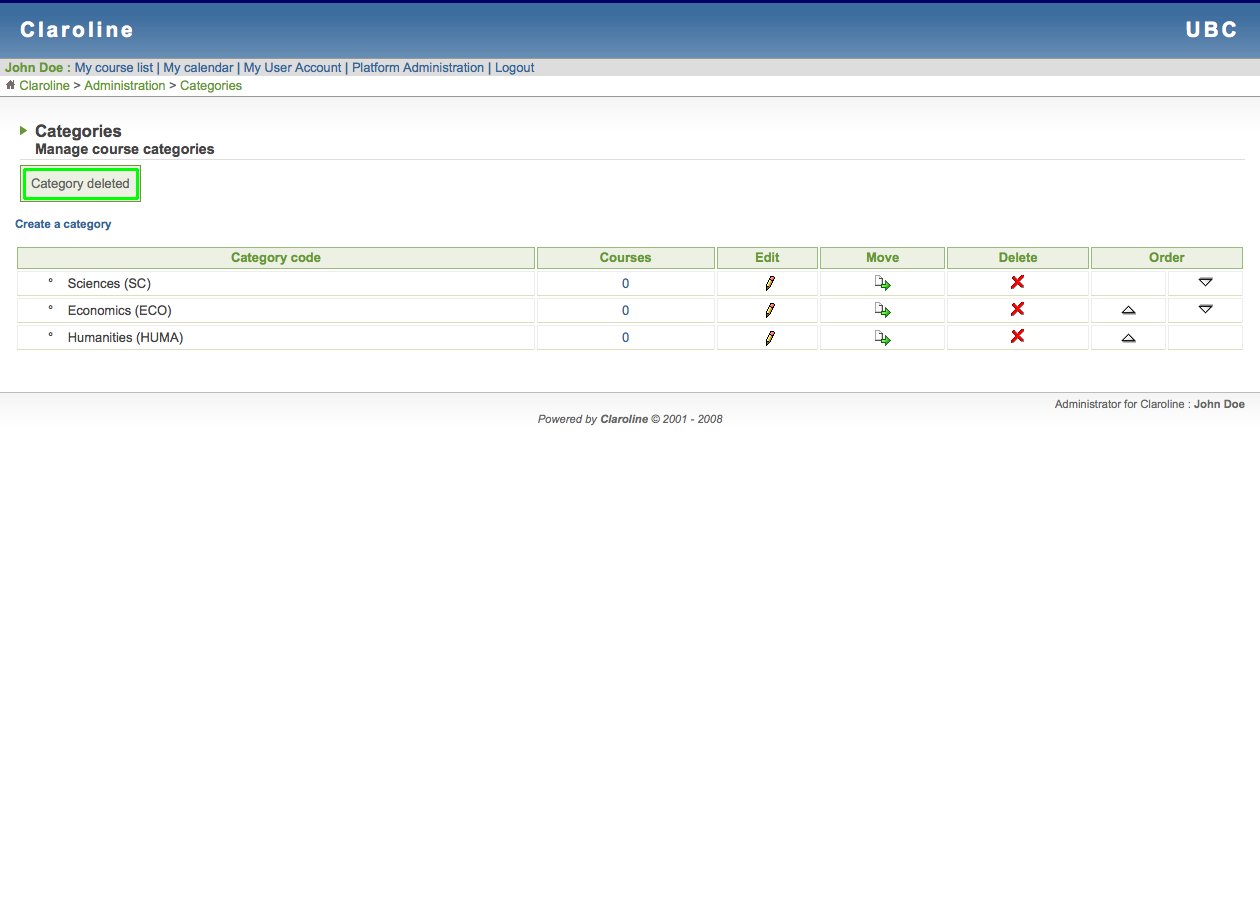 Claroline UBC
John Doe : My course list | My calendar | My User Account | Platform Administration | Logout
Claroline > Administration > Categories
Categories
Manage course categories
Category deleted
Create a category
Category code Courses Edit Move Delete Order
° Sciences (SC) 0
° Economics (ECO) 0
° Humanities (HUMA) 0
Administrator for Claroline : John Doe
Powered by Claroline © 2001 - 2008